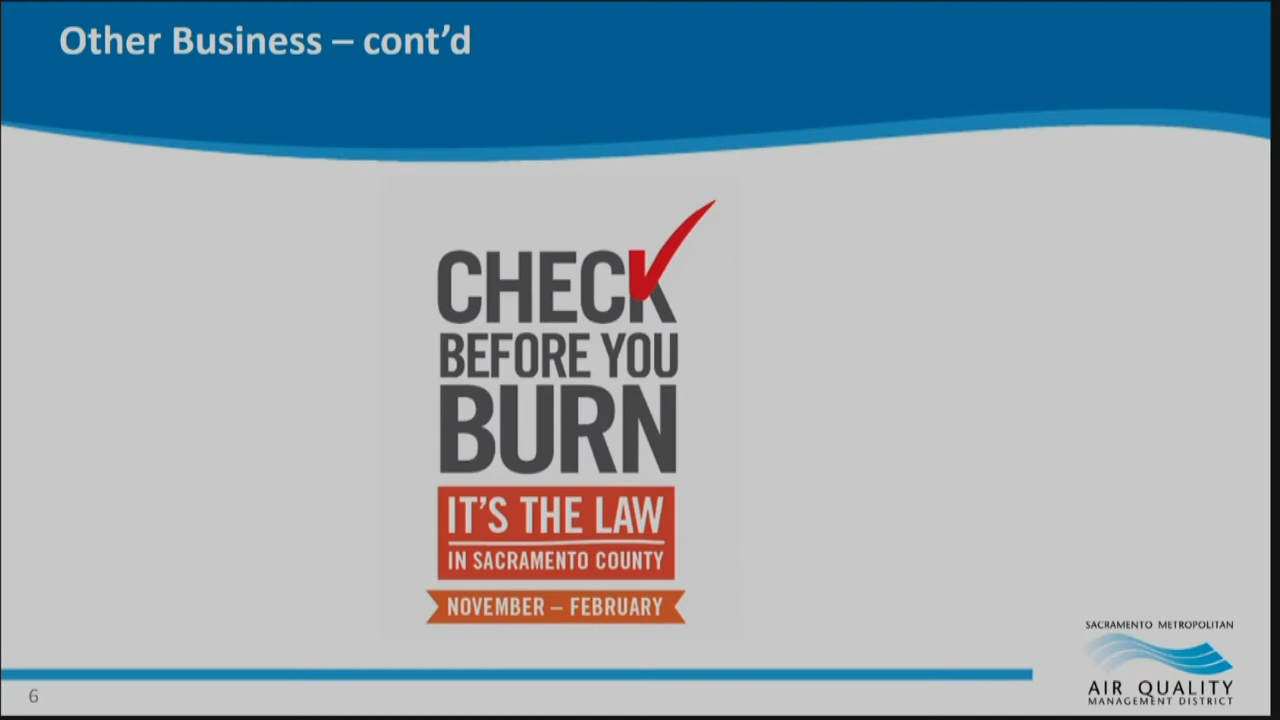 Other Business – cont'd
CHECK
BEFORE YOU
BURN
IT'S THE LAW
IN SACRAMENTO COUNTY
NOVEMBER – FEBRUARY
SACRAMENTO METROPOLITAN
AIR QUALITY
MANAGEMENT DISTRICT
6